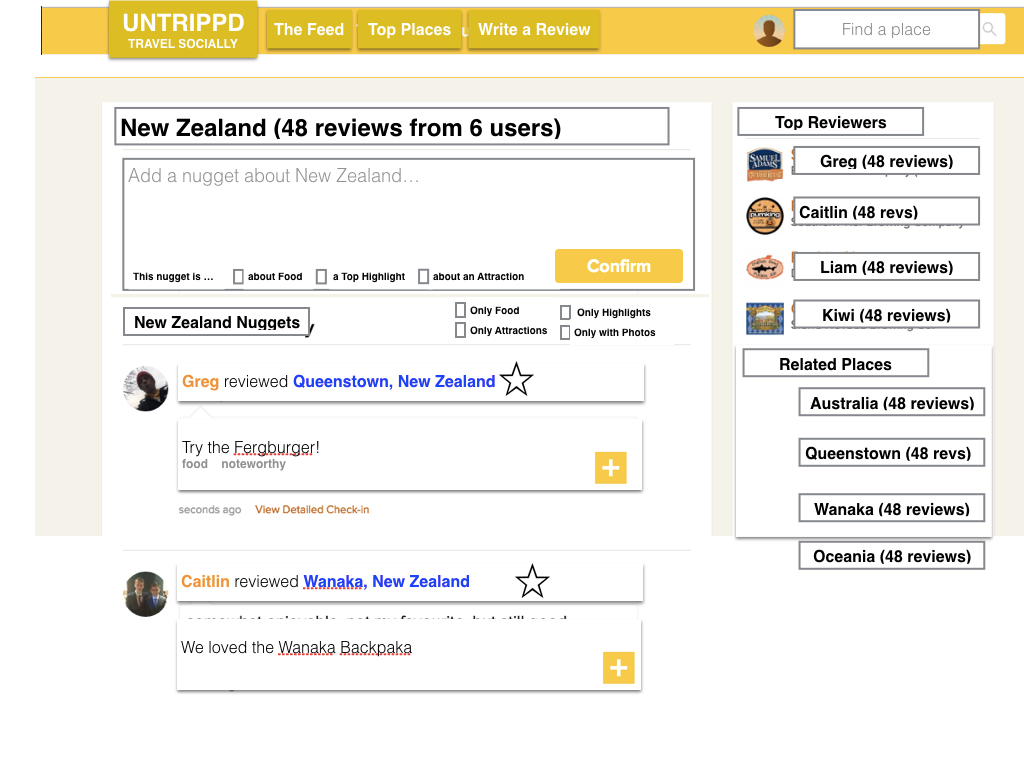 UNTRIPPD
TRAVEL SOCIALLY
The Feed
Top Places
Write a Review
Find a place
New Zealand (48 reviews from 6 users)
Add a nugget about New Zealand…
This nugget is …
about Food
a Top Highlight
about an Attraction
Confirm
New Zealand Nuggets
Only Food
Only Highlights
Only Attractions
Only with Photos
Greg reviewed Queenstown, New Zealand
Try the Fergburger!
food noteworthy
seconds ago View Detailed Check-in
Caitlin reviewed Wanaka, New Zealand
We loved the Wanaka Backpaka
Top Reviewers
SAMUEL ADAMS
Greg (48 reviews)
Caitlin (48 revs)
Liam (48 reviews)
Kiwi (48 reviews)
Related Places
Australia (48 reviews)
Queenstown (48 revs)
Wanaka (48 reviews)
Oceania (48 reviews)